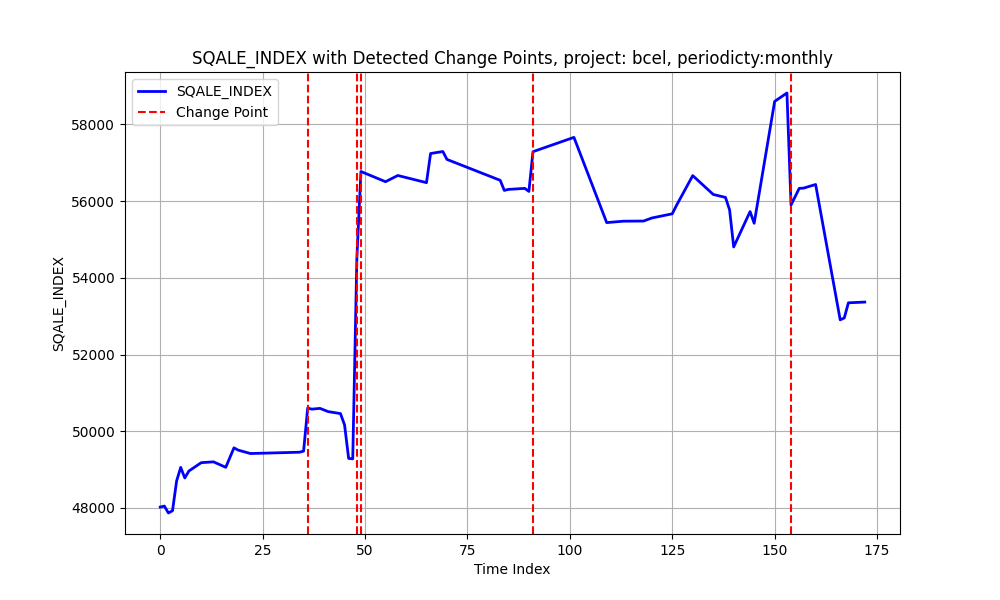 SQALE_INDEX with Detected Change Points, project: bcel, periodicty:monthly
SQALE_INDEX
Change Point
58000
56000
54000
52000
50000
48000
SQALE_INDEX
0 25 50 75 100 125 150 175
Time Index